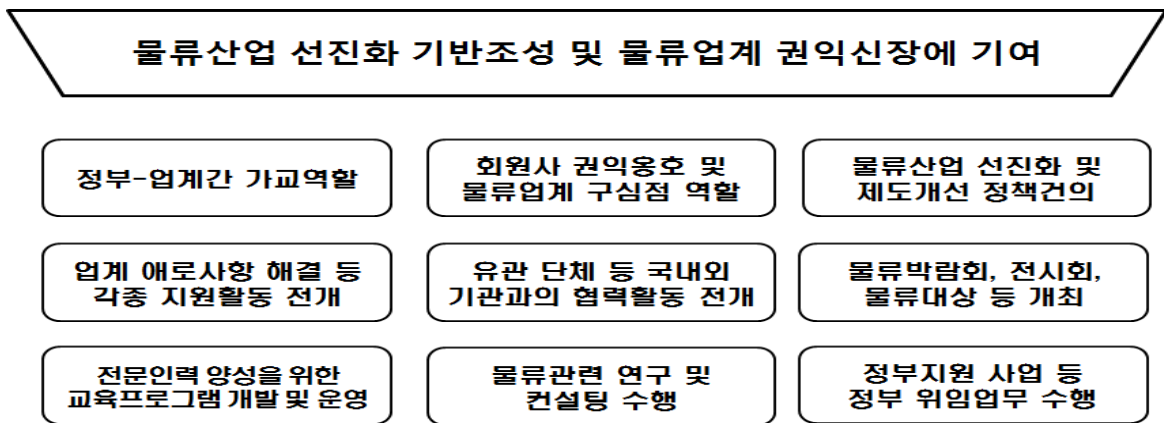 물류산업 선진화 기반조성 및 물류업계 권익신장에 기여
정부-업계간 가교역할
회원사 권익옹호 및
물류업계 구심점 역할
물류산업 선진화 및
제도개선 정책건의
업계 애로사항 해결 등
각종 지원활동 전개
유관 단체 등 국내외
기관과의 협력활동 전개
물류박람회, 전시회,
물류대상 등 개최
전문인력 양성을 위한
교육프로그램 개발 및 운영
물류관련 연구 및
컨설팅 수행
정부지원 사업 등
정부 위임업무 수행